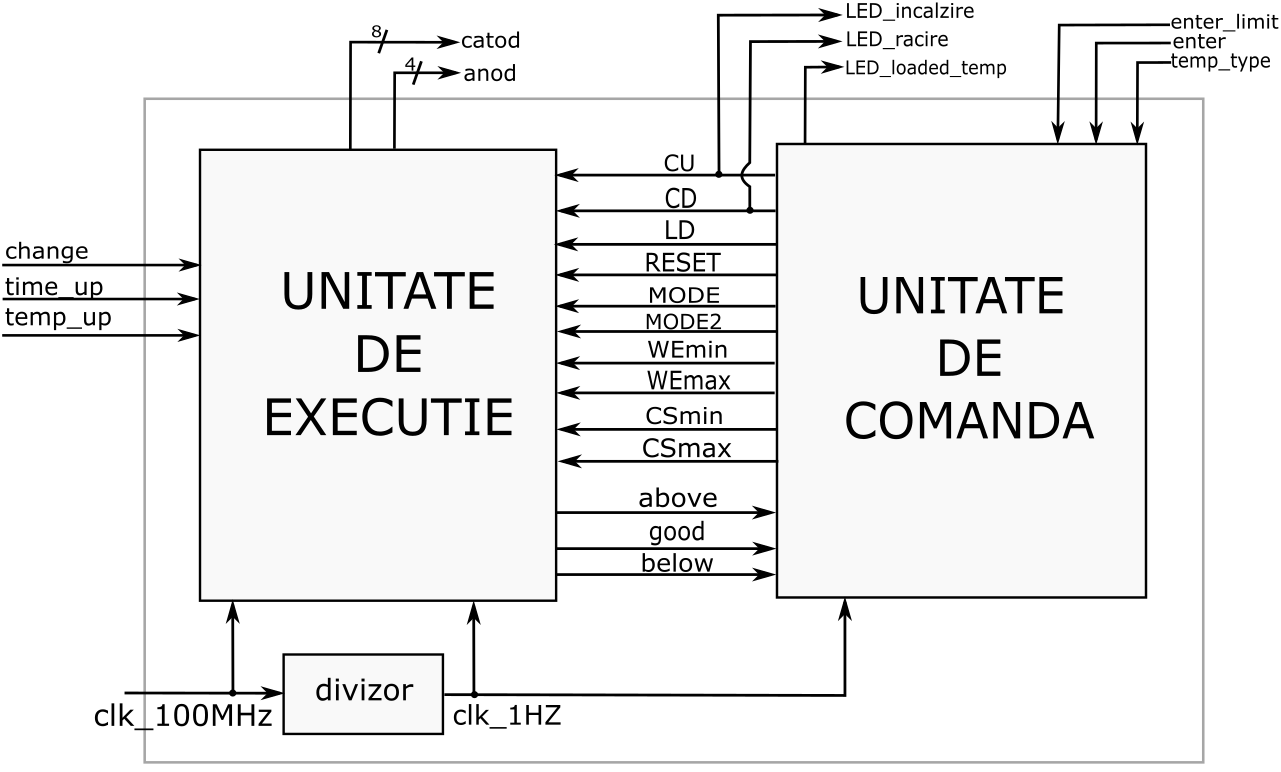 LED_incalzire
LED_racire
LED_loaded_temp
enter_limit
enter
temp_type
8
catod
4
anod
change
time_up
temp_up
UNITATE
DE
EXECUTIE
CU
CD
LD
RESET
MODE
MODE2
WEmin
WEmax
CSmin
CSmax
above
good
below
UNITATE
DE
COMANDA
clk_100MHz
divizor
clk_1HZ